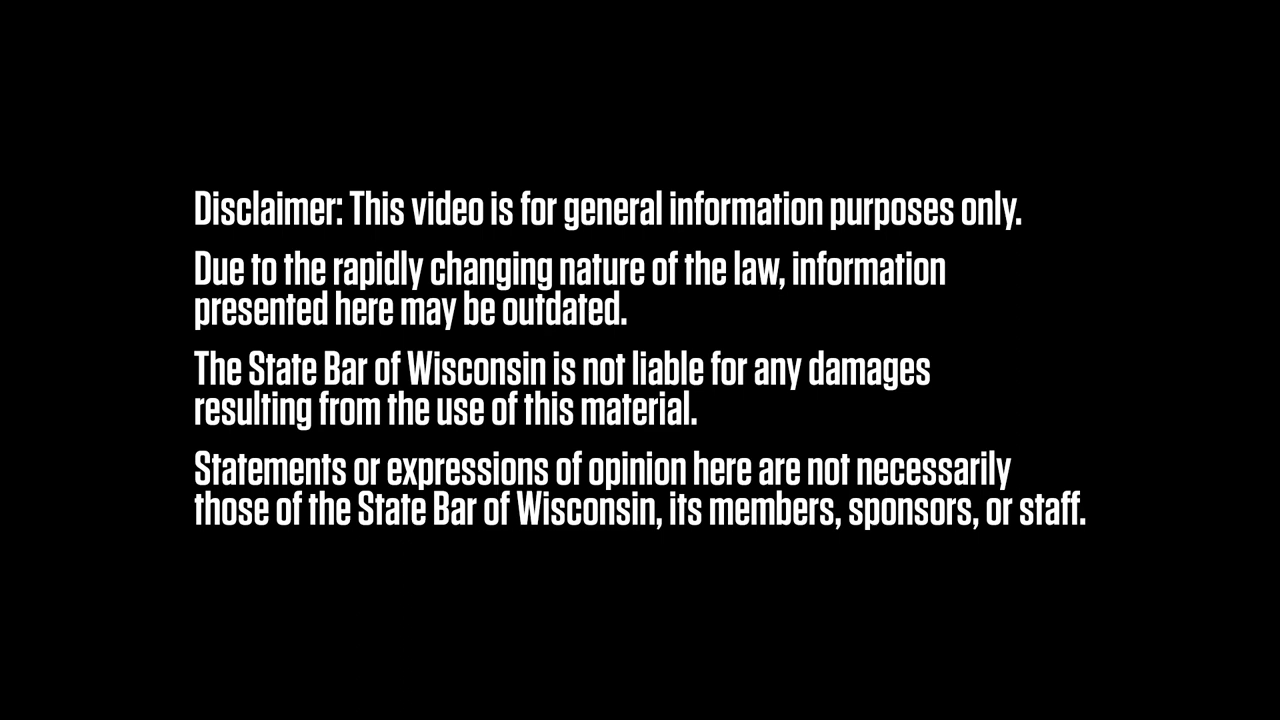 Disclaimer: This video is for general information purposes only.
Due to the rapidly changing nature of the law, information
presented here may be outdated.
The State Bar of Wisconsin is not liable for any damages
resulting from the use of this material.
Statements or expressions of opinion here are not necessarily
those of the State Bar of Wisconsin, its members, sponsors, or staff.